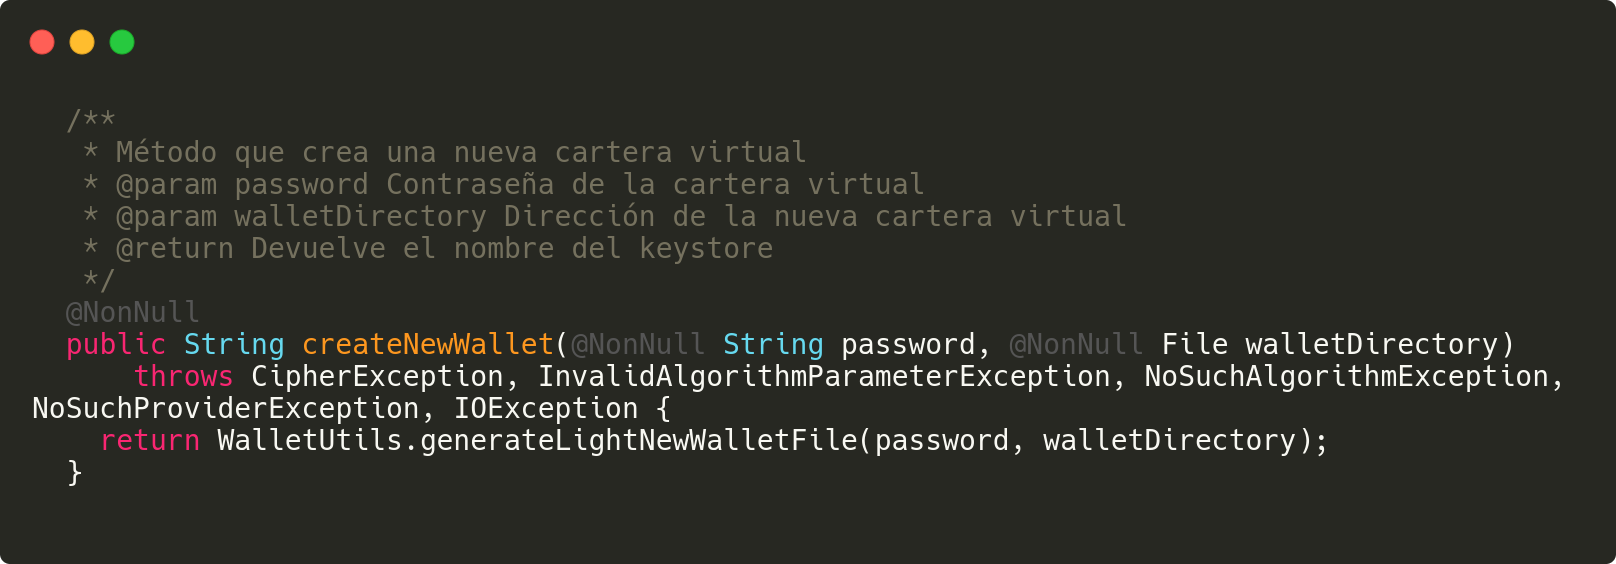 /**
* Método que crea una nueva cartera virtual
* @param password Contraseña de la cartera virtual
* @param walletDirectory Dirección de la nueva cartera virtual
* @return Devuelve el nombre del keystore
*/
@NonNull
public String createNewWallet(@NonNull String password, @NonNull File walletDirectory)
throws CipherException, InvalidAlgorithmParameterException, NoSuchAlgorithmException,
NoSuchProviderException, IOException {
return WalletUtils.generateLightNewWalletFile(password, walletDirectory);
}